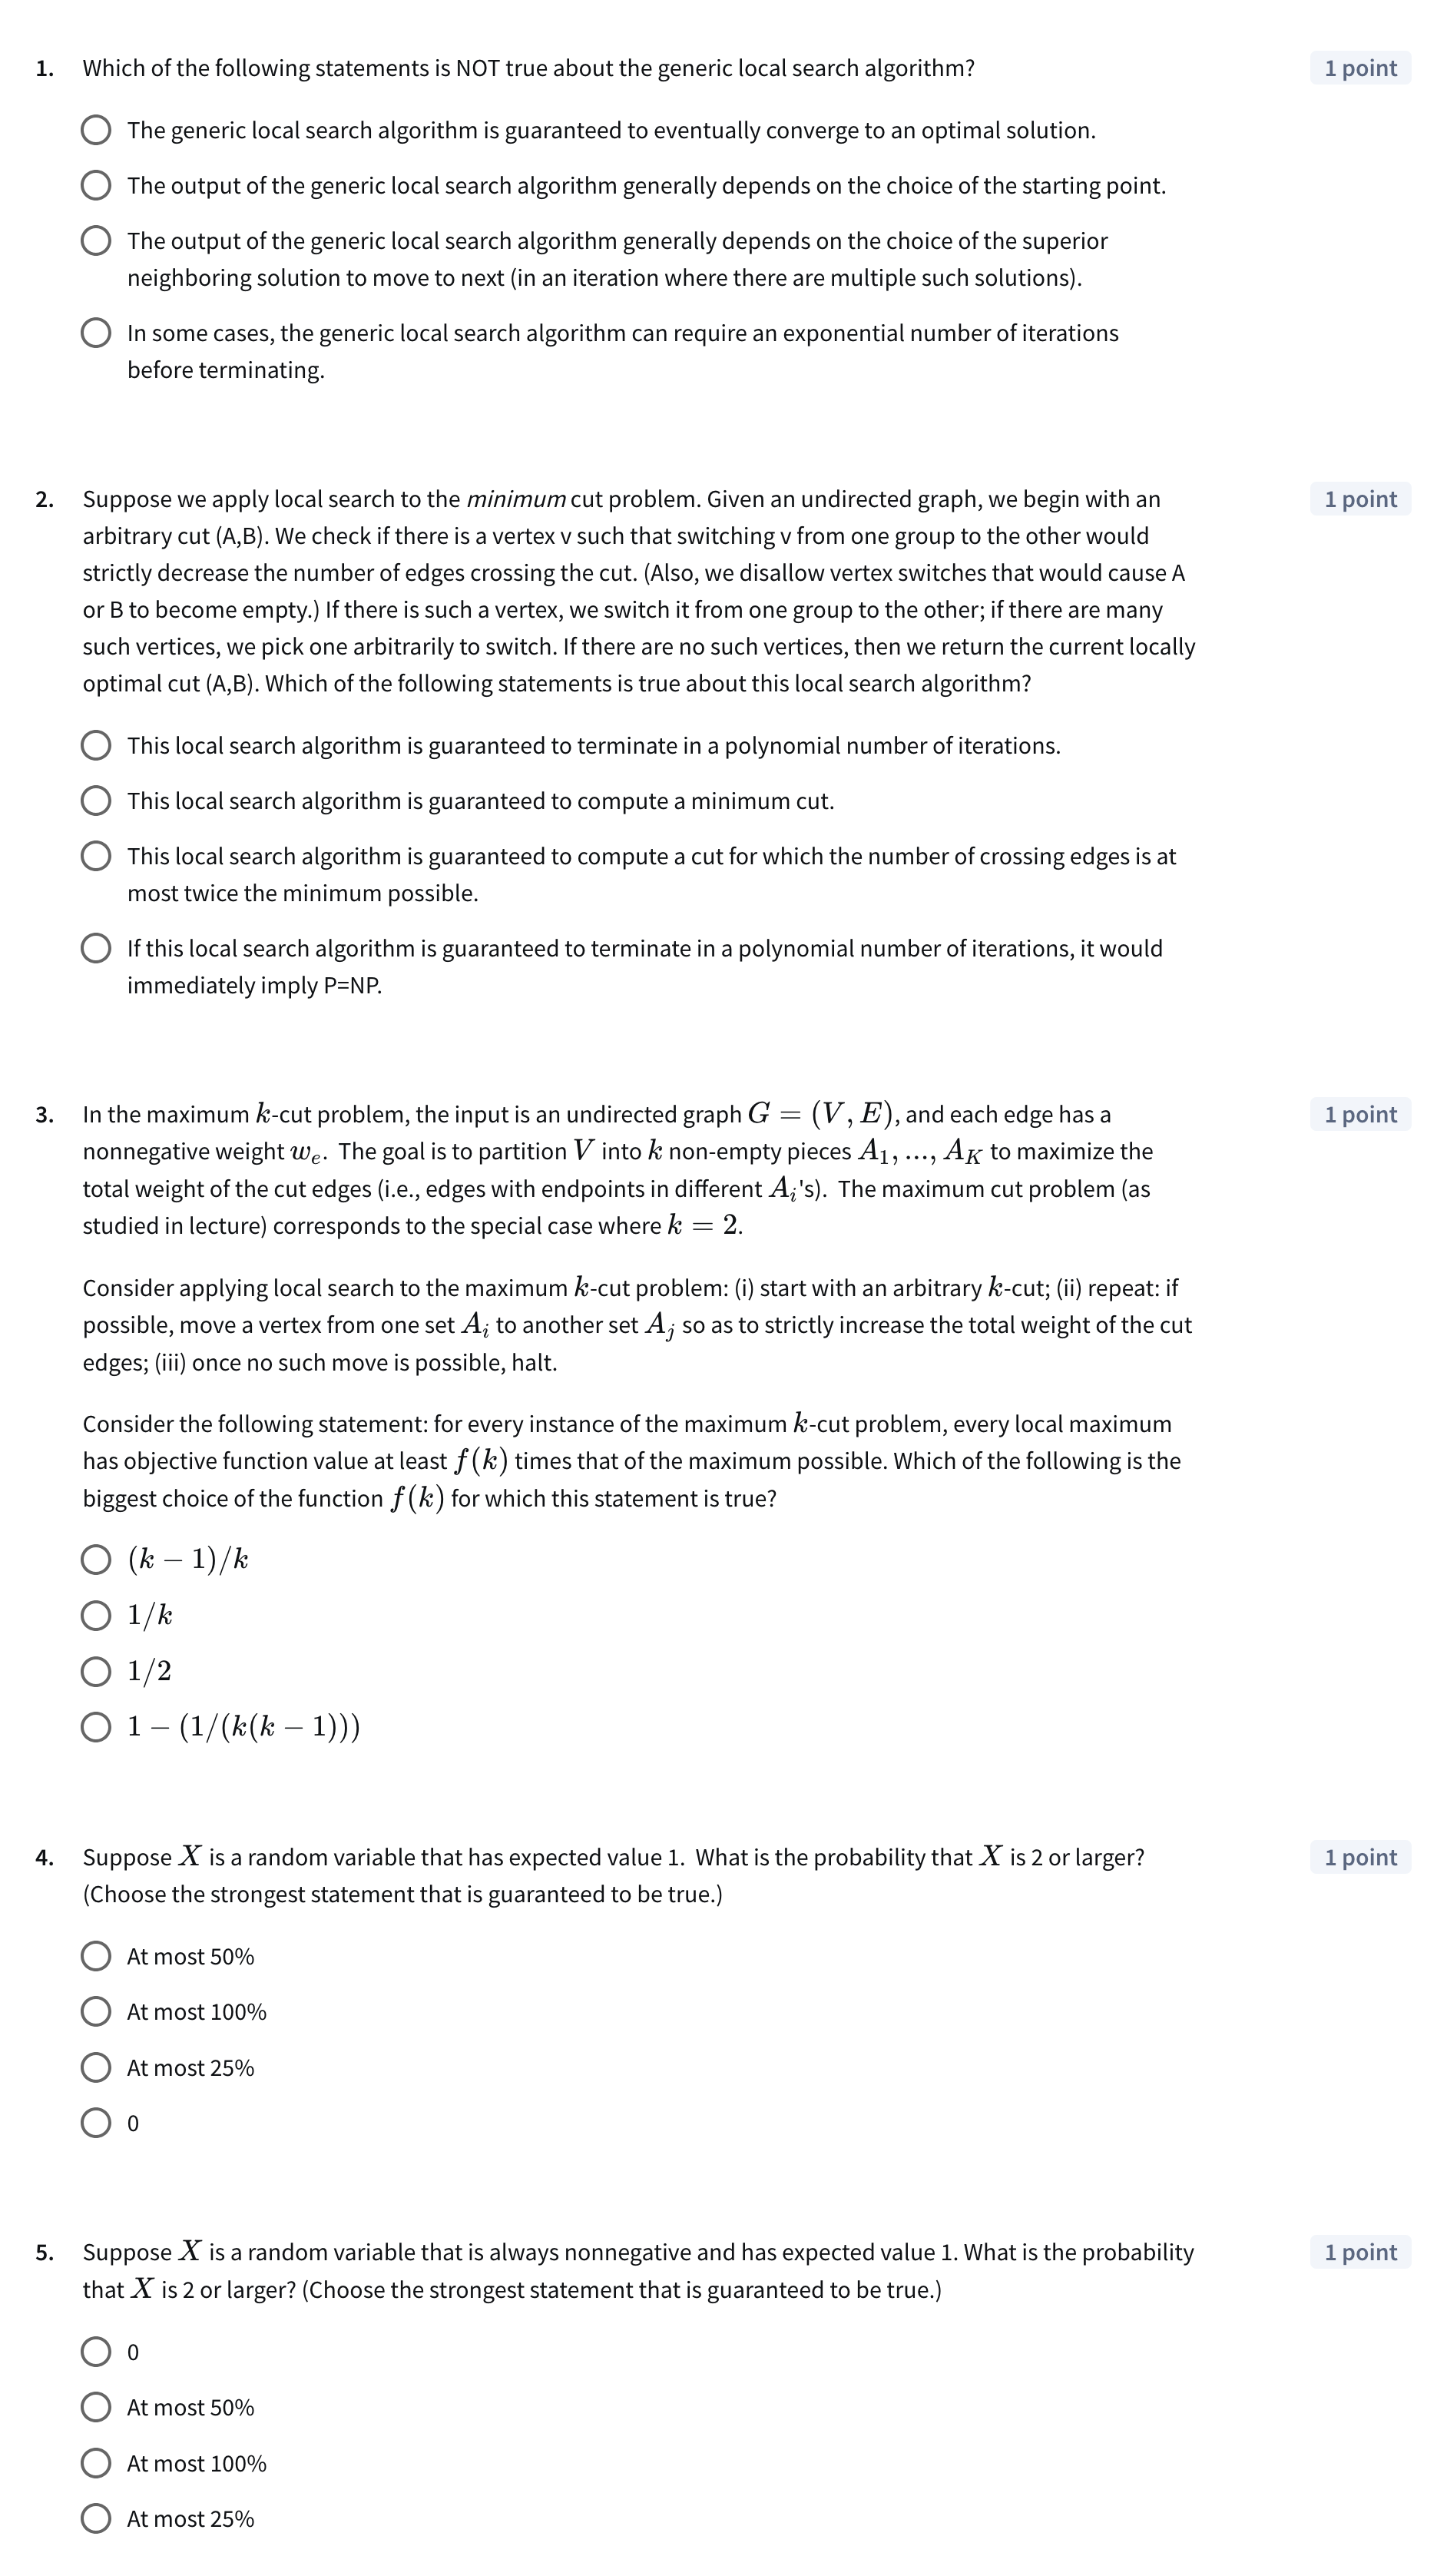 1. Which of the following statements is NOT true about the generic local search algorithm? 1 point
The generic local search algorithm is guaranteed to eventually converge to an optimal solution.
The output of the generic local search algorithm generally depends on the choice of the starting point.
The output of the generic local search algorithm generally depends on the choice of the superior
neighboring solution to move to next (in an iteration where there are multiple such solutions).
In some cases, the generic local search algorithm can require an exponential number of iterations
before terminating.
2. Suppose we apply local search to the minimum cut problem. Given an undirected graph, we begin with an 1 point
arbitrary cut (A,B). We check if there is a vertex v such that switching v from one group to the other would
strictly decrease the number of edges crossing the cut. (Also, we disallow vertex switches that would cause A
or B to become empty.) If there is such a vertex, we switch it from one group to the other; if there are many
such vertices, we pick one arbitrarily to switch. If there are no such vertices, then we return the current locally
optimal cut (A,B). Which of the following statements is true about this local search algorithm?
This local search algorithm is guaranteed to terminate in a polynomial number of iterations.
This local search algorithm is guaranteed to compute a minimum cut.
This local search algorithm is guaranteed to compute a cut for which the number of crossing edges is at
most twice the minimum possible.
If this local search algorithm is guaranteed to terminate in a polynomial number of iterations, it would
immediately imply P=NP.
3. In the maximum k-cut problem, the input is an undirected graph G = (V, E), and each edge has a 1 point
nonnegative weight w_e. The goal is to partition V into k non-empty pieces A_1, ..., A_K to maximize the
total weight of the cut edges (i.e., edges with endpoints in different A_i's). The maximum cut problem (as
studied in lecture) corresponds to the special case where k = 2.
Consider applying local search to the maximum k-cut problem: (i) start with an arbitrary k-cut; (ii) repeat: if
possible, move a vertex from one set A_i to another set A_j so as to strictly increase the total weight of the cut
edges; (iii) once no such move is possible, halt.
Consider the following statement: for every instance of the maximum k-cut problem, every local maximum
has objective function value at least f(k) times that of the maximum possible. Which of the following is the
biggest choice of the function f(k) for which this statement is true?
(k − 1)/k
1/k
1/2
1 − (1/(k(k − 1)))
4. Suppose X is a random variable that has expected value 1. What is the probability that X is 2 or larger? 1 point
(Choose the strongest statement that is guaranteed to be true.)
At most 50%
At most 100%
At most 25%
0
5. Suppose X is a random variable that is always nonnegative and has expected value 1. What is the probability 1 point
that X is 2 or larger? (Choose the strongest statement that is guaranteed to be true.)
0
At most 50%
At most 100%
At most 25%